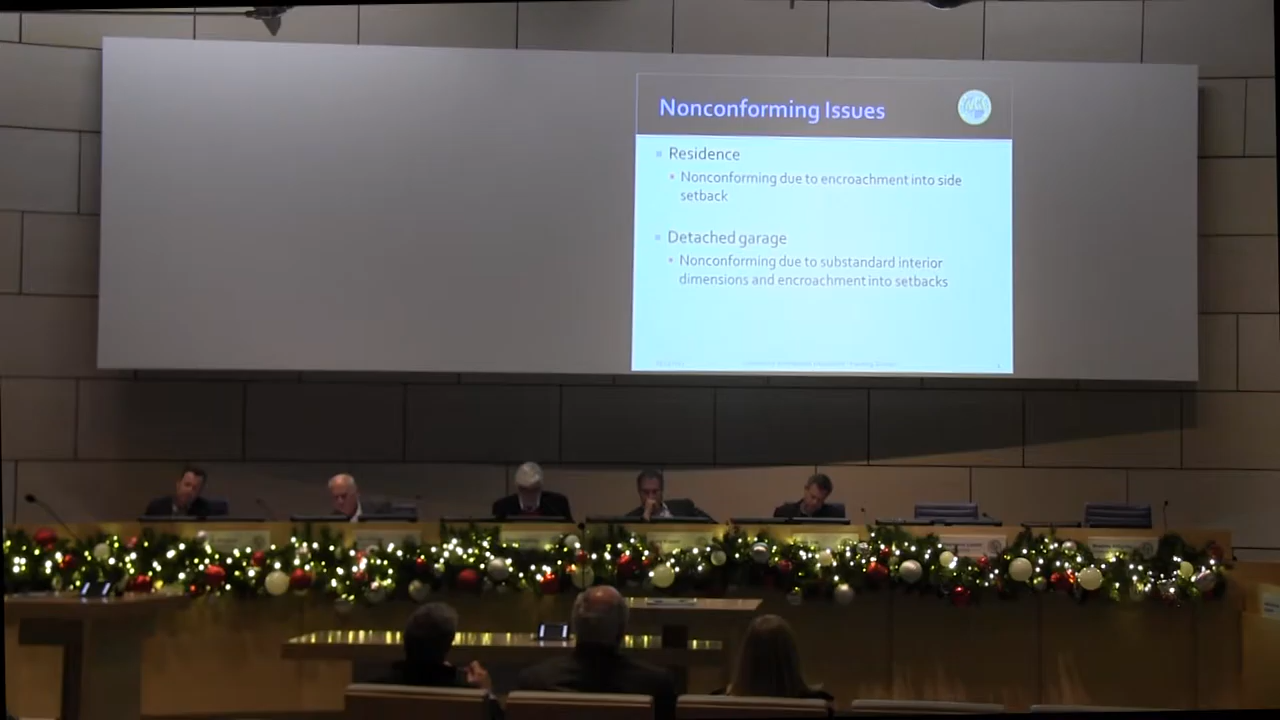 Nonconforming Issues
Residence
Nonconforming due to encroachment into side
setback
Detached garage
Nonconforming due to substandard interior
dimensions and encroachment into setbacks